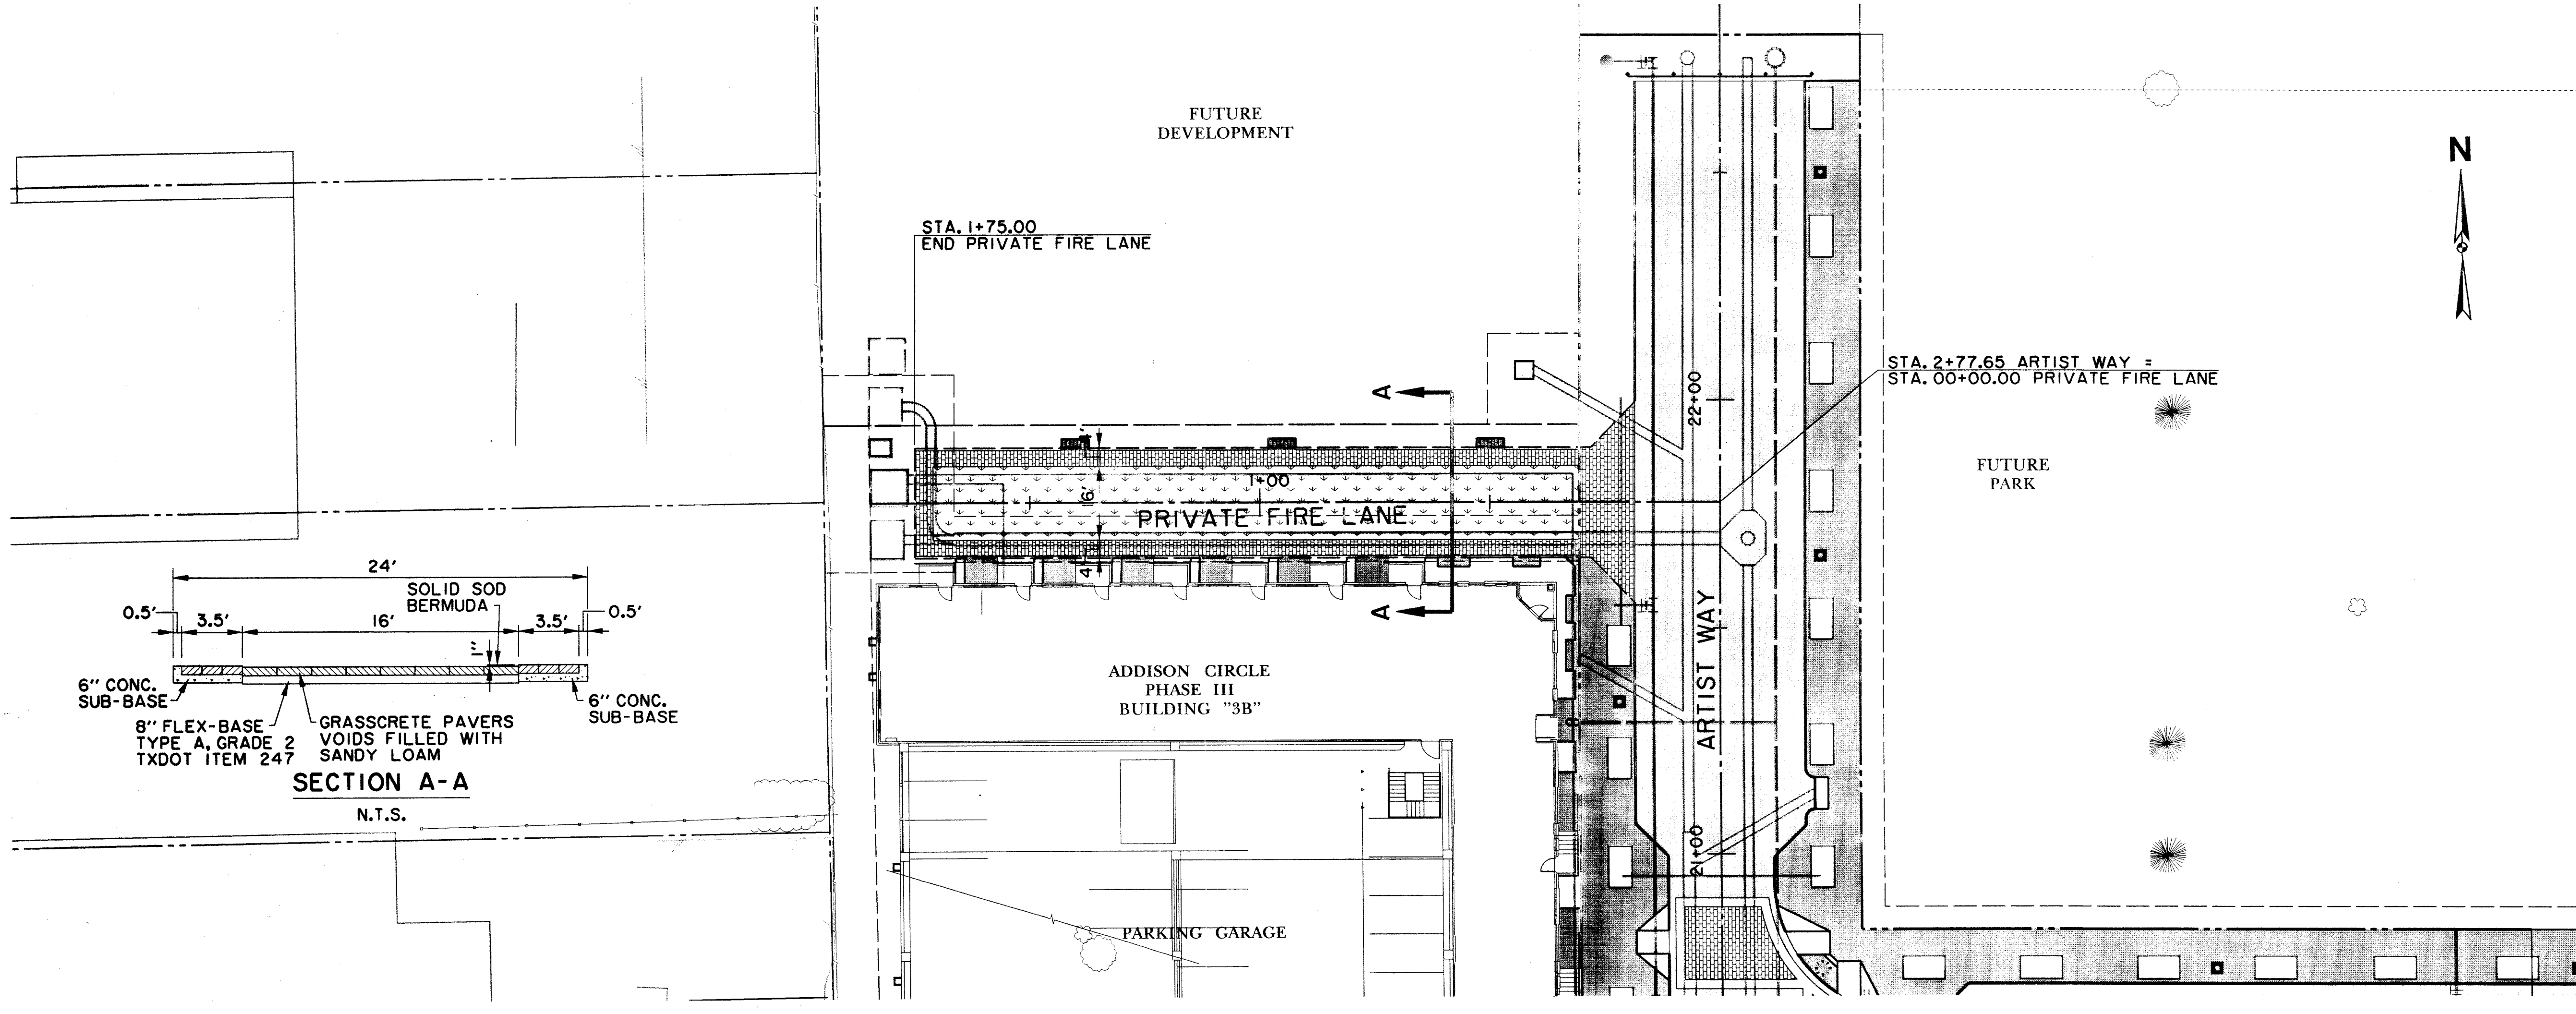 FUTURE
DEVELOPMENT
N
STA. 1+75.00
END PRIVATE FIRE LANE
STA. 2+77.65 ARTIST WAY =
STA. 00+00.00 PRIVATE FIRE LANE
A
22+00
4'
16'
1+00
PRIVATE FIRE LANE
4'
A
FUTURE
PARK
24'
SOLID SOD
BERMUDA
0.5'
3.5'
16'
3.5'
0.5'
1"
6" CONC.
SUB-BASE
6" CONC.
SUB-BASE
8" FLEX-BASE
TYPE A, GRADE 2
TXDOT ITEM 247
GRASSCRETE PAVERS
VOIDS FILLED WITH
SANDY LOAM
SECTION A-A
N.T.S.
ADDISON CIRCLE
PHASE III
BUILDING "3B"
ARTIST WAY
21+00
PARKING GARAGE